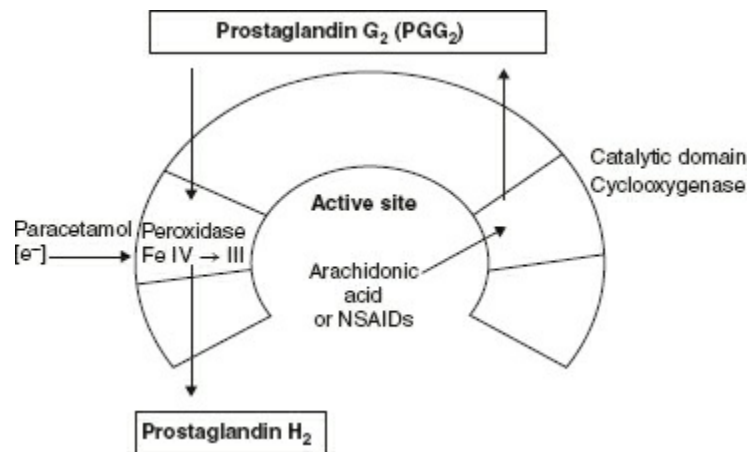 Prostaglandin G₂ (PGG₂)
Catalytic domain
Cyclooxygenase
Active site
Paracetamol
[e⁻]
Peroxidase
Fe IV → III
Arachidonic
acid
or NSAIDs
Prostaglandin H₂